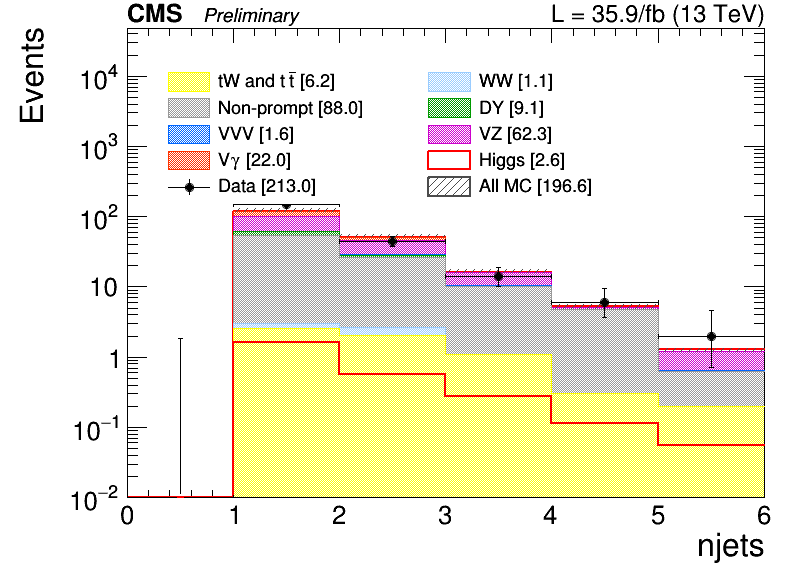 CMS Preliminary L = 35.9/fb (13 TeV)
Events
10⁴
10³
10²
10
1
10⁻¹
10⁻²
tW and t t̅ [6.2]
Non-prompt [88.0]
VVV [1.6]
Vγ [22.0]
Data [213.0]
WW [1.1]
DY [9.1]
VZ [62.3]
Higgs [2.6]
All MC [196.6]
0 1 2 3 4 5 6
njets